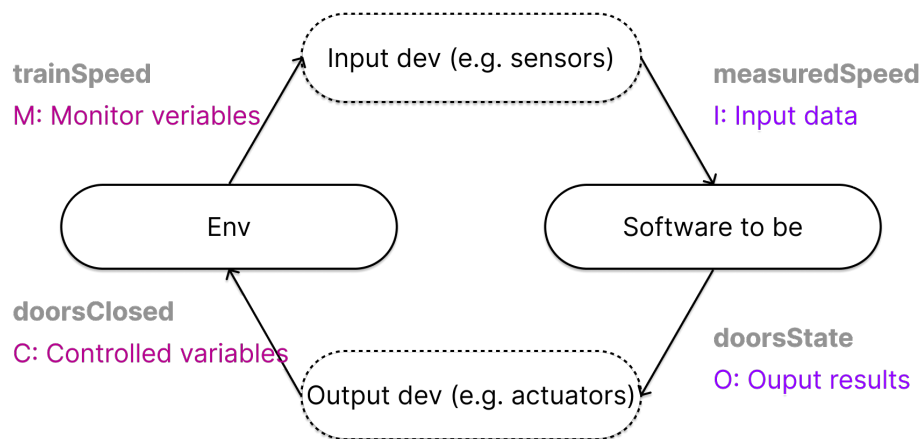 Input dev (e.g. sensors)
trainSpeed
M: Monitor veriables
measuredSpeed
I: Input data
Env
Software to be
doorsClosed
C: Controlled variables
doorsState
O: Ouput results
Output dev (e.g. actuators)